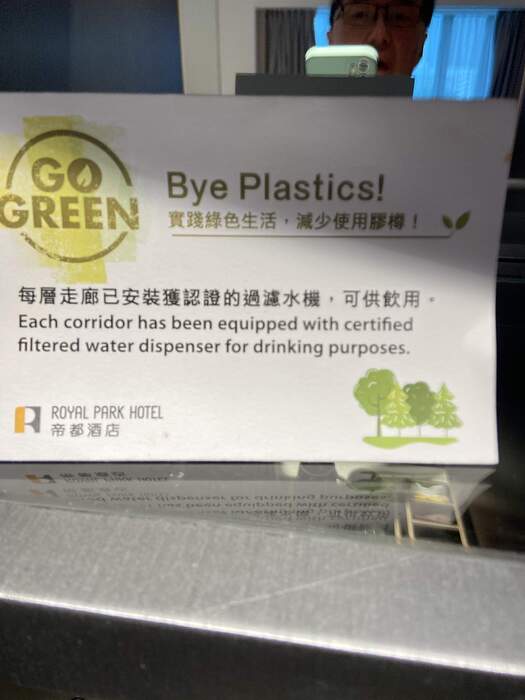 GO
GREEN
Bye Plastics!
實踐綠色生活，減少使用膠樽！
每層走廊已安裝獲認證的過濾水機，可供飲用。
Each corridor has been equipped with certified
filtered water dispenser for drinking purposes.
ROYAL PARK HOTEL
帝都酒店